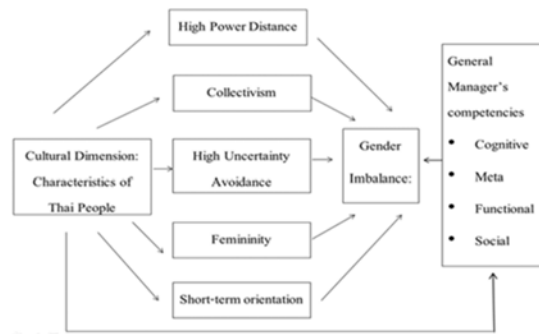 High Power Distance
Collectivism
Cultural Dimension:
Characteristics of
Thai People
High Uncertainty
Avoidance
Femininity
Short-term orientation
Gender
Imbalance:
General
Manager's
competencies
• Cognitive
• Meta
• Functional
• Social